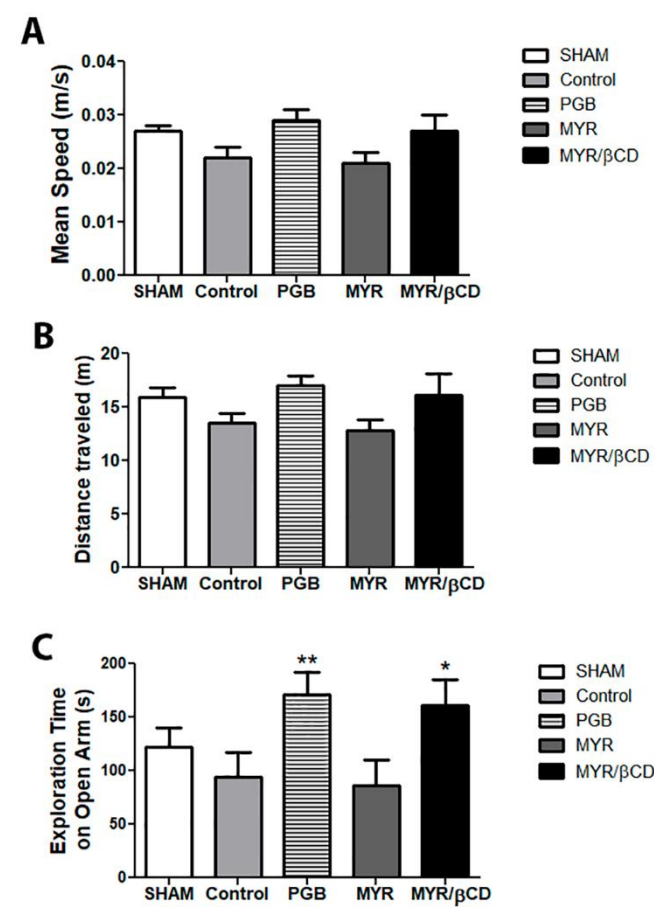 A
Mean Speed (m/s)
0.04
0.03
0.02
0.01
0.00
SHAM Control PGB MYR MYR/βCD
SHAM
Control
PGB
MYR
MYR/βCD
B
Distance traveled (m)
20
15
10
5
0
SHAM Control PGB MYR MYR/βCD
SHAM
Control
PGB
MYR
MYR/βCD
C
Exploration Time
on Open Arm (s)
200
150
100
50
0
** *
SHAM Control PGB MYR MYR/βCD
SHAM
Control
PGB
MYR
MYR/βCD